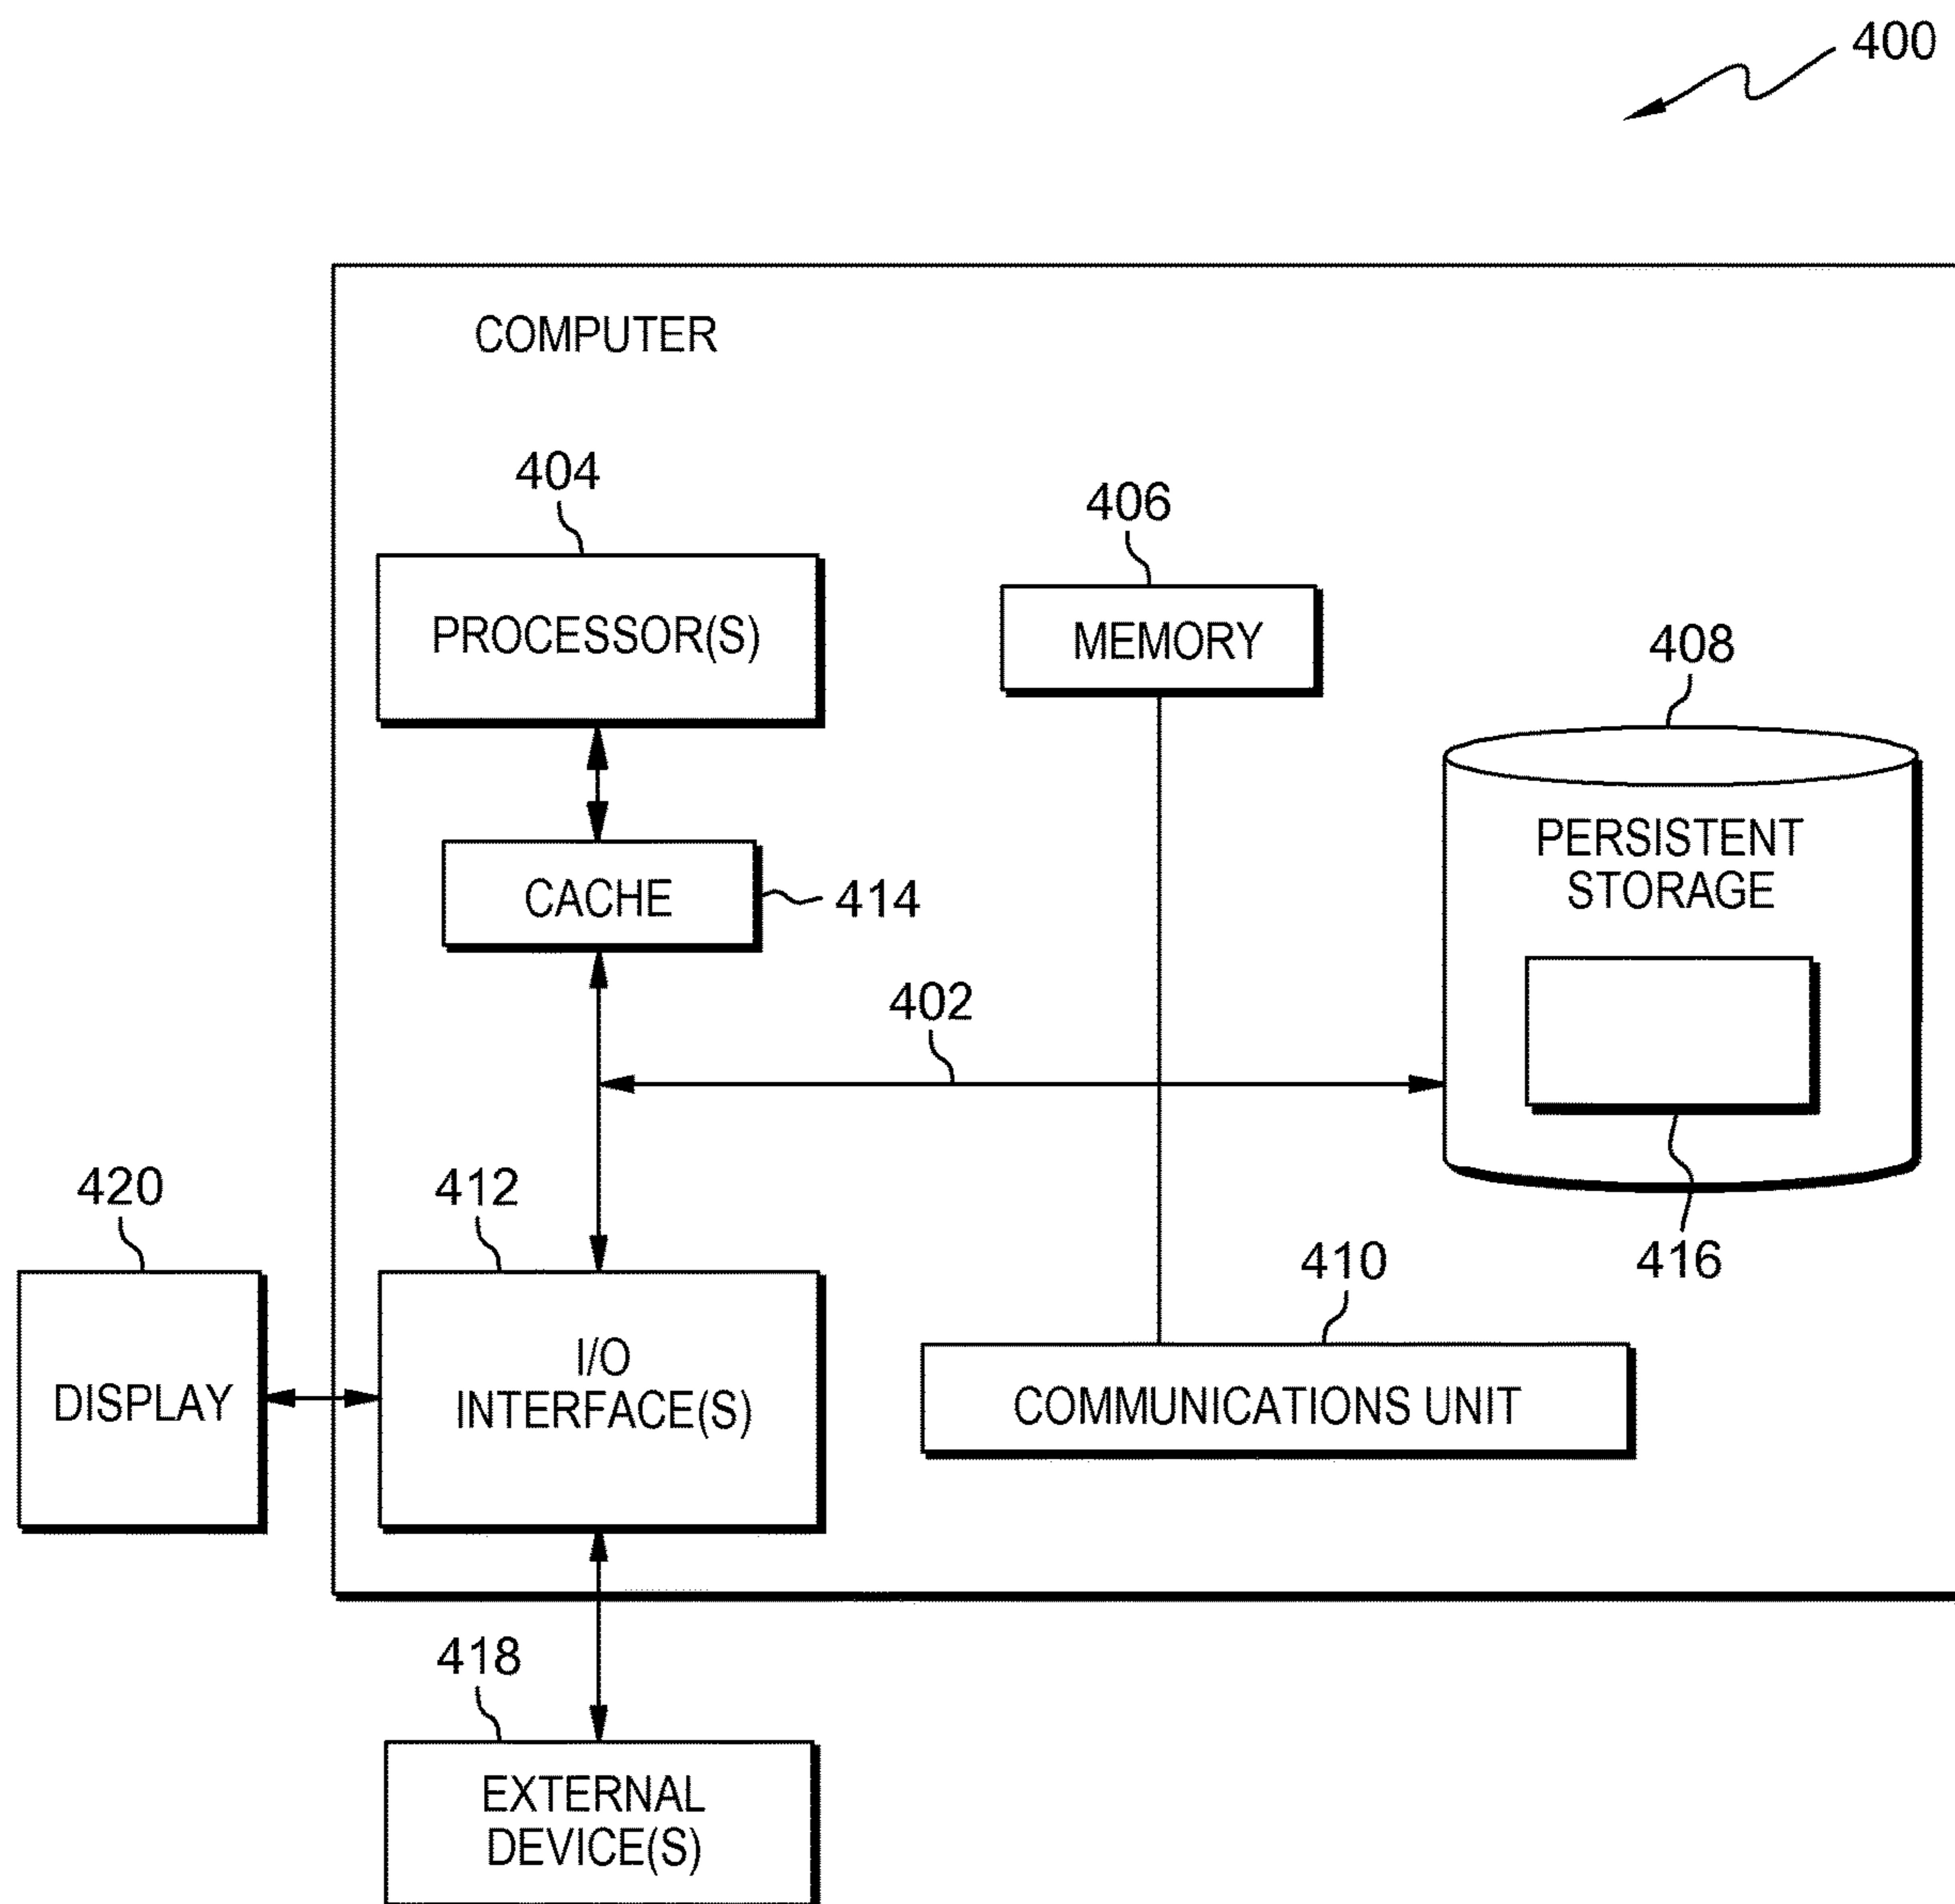 400
COMPUTER
404
406
PROCESSOR(S)
MEMORY
408
PERSISTENT
STORAGE
CACHE
414
402
420
412
410
416
DISPLAY
I/O
INTERFACE(S)
COMMUNICATIONS UNIT
418
EXTERNAL
DEVICE(S)